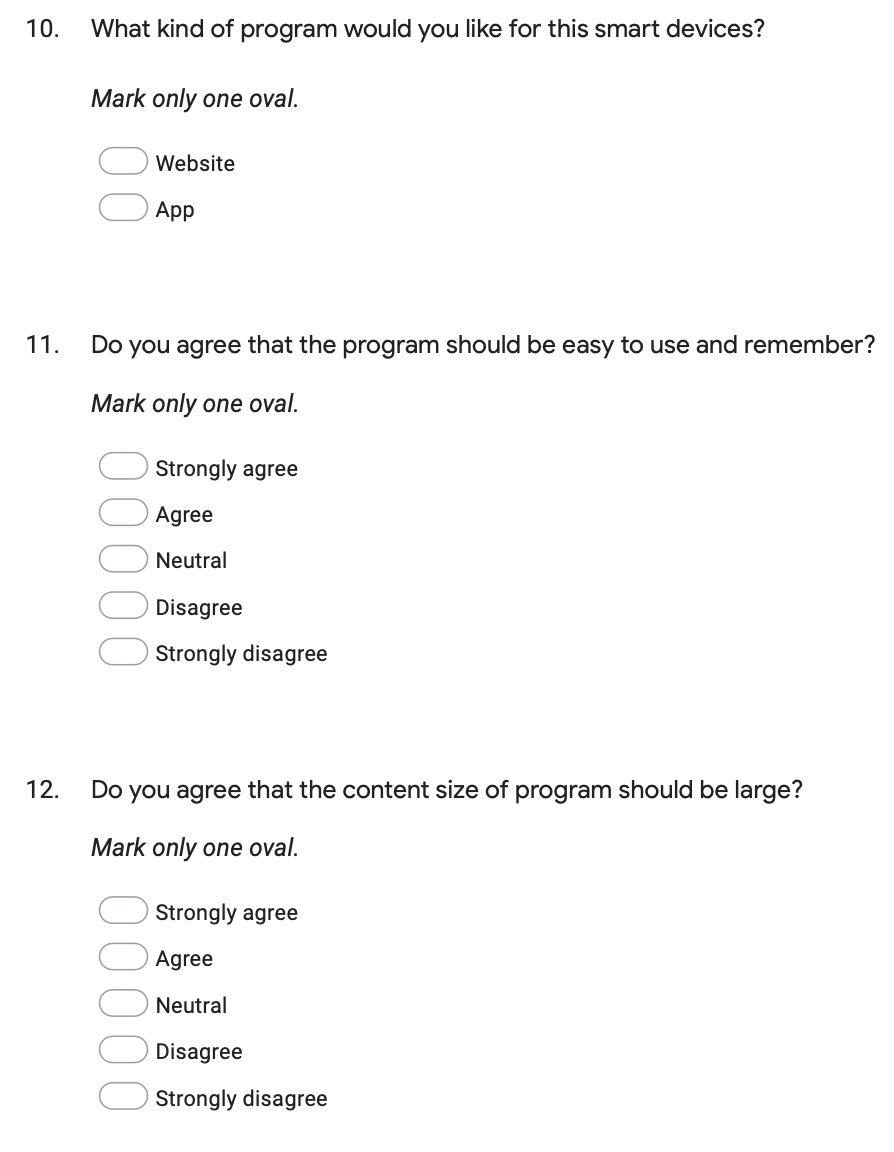 10. What kind of program would you like for this smart devices?
Mark only one oval.
Website
App
11. Do you agree that the program should be easy to use and remember?
Mark only one oval.
Strongly agree
Agree
Neutral
Disagree
Strongly disagree
12. Do you agree that the content size of program should be large?
Mark only one oval.
Strongly agree
Agree
Neutral
Disagree
Strongly disagree